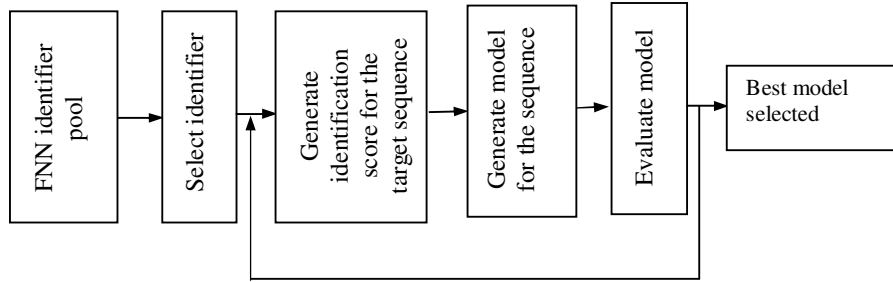 FNN identifier
pool
Select identifier
Generate
identification
score for the
target sequence
Generate model
for the sequence
Evaluate model
Best model
selected